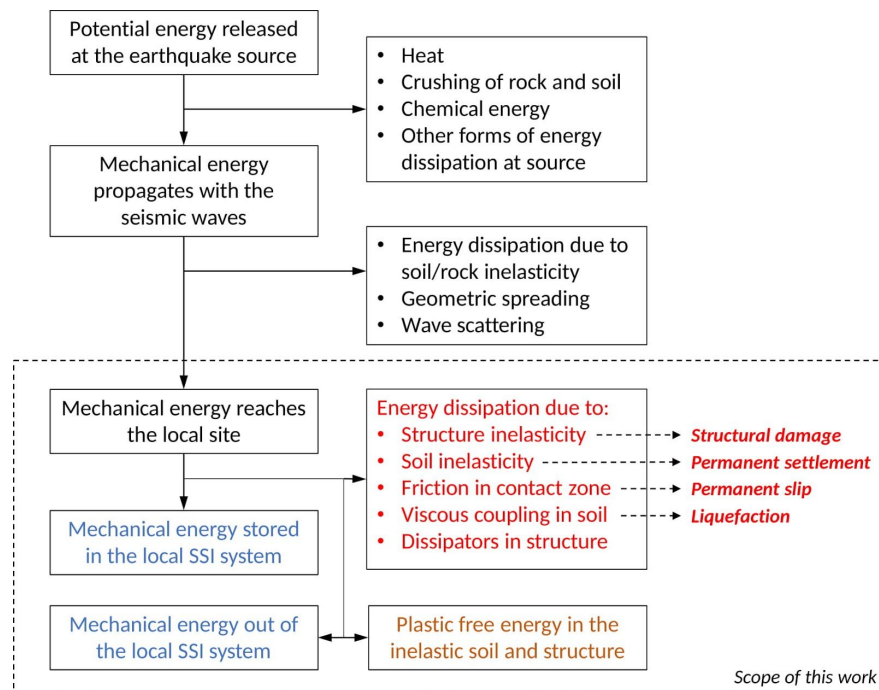 Potential energy released
at the earthquake source
• Heat
• Crushing of rock and soil
• Chemical energy
• Other forms of energy
dissipation at source
Mechanical energy
propagates with the
seismic waves
• Energy dissipation due to
soil/rock inelasticity
• Geometric spreading
• Wave scattering
Mechanical energy reaches
the local site
Energy dissipation due to:
• Structure inelasticity
Structural damage
• Soil inelasticity
Permanent settlement
• Friction in contact zone
Permanent slip
• Viscous coupling in soil
Liquefaction
• Dissipators in structure
Mechanical energy stored
in the local SSI system
Mechanical energy out of
the local SSI system
Plastic free energy in the
inelastic soil and structure
Scope of this work